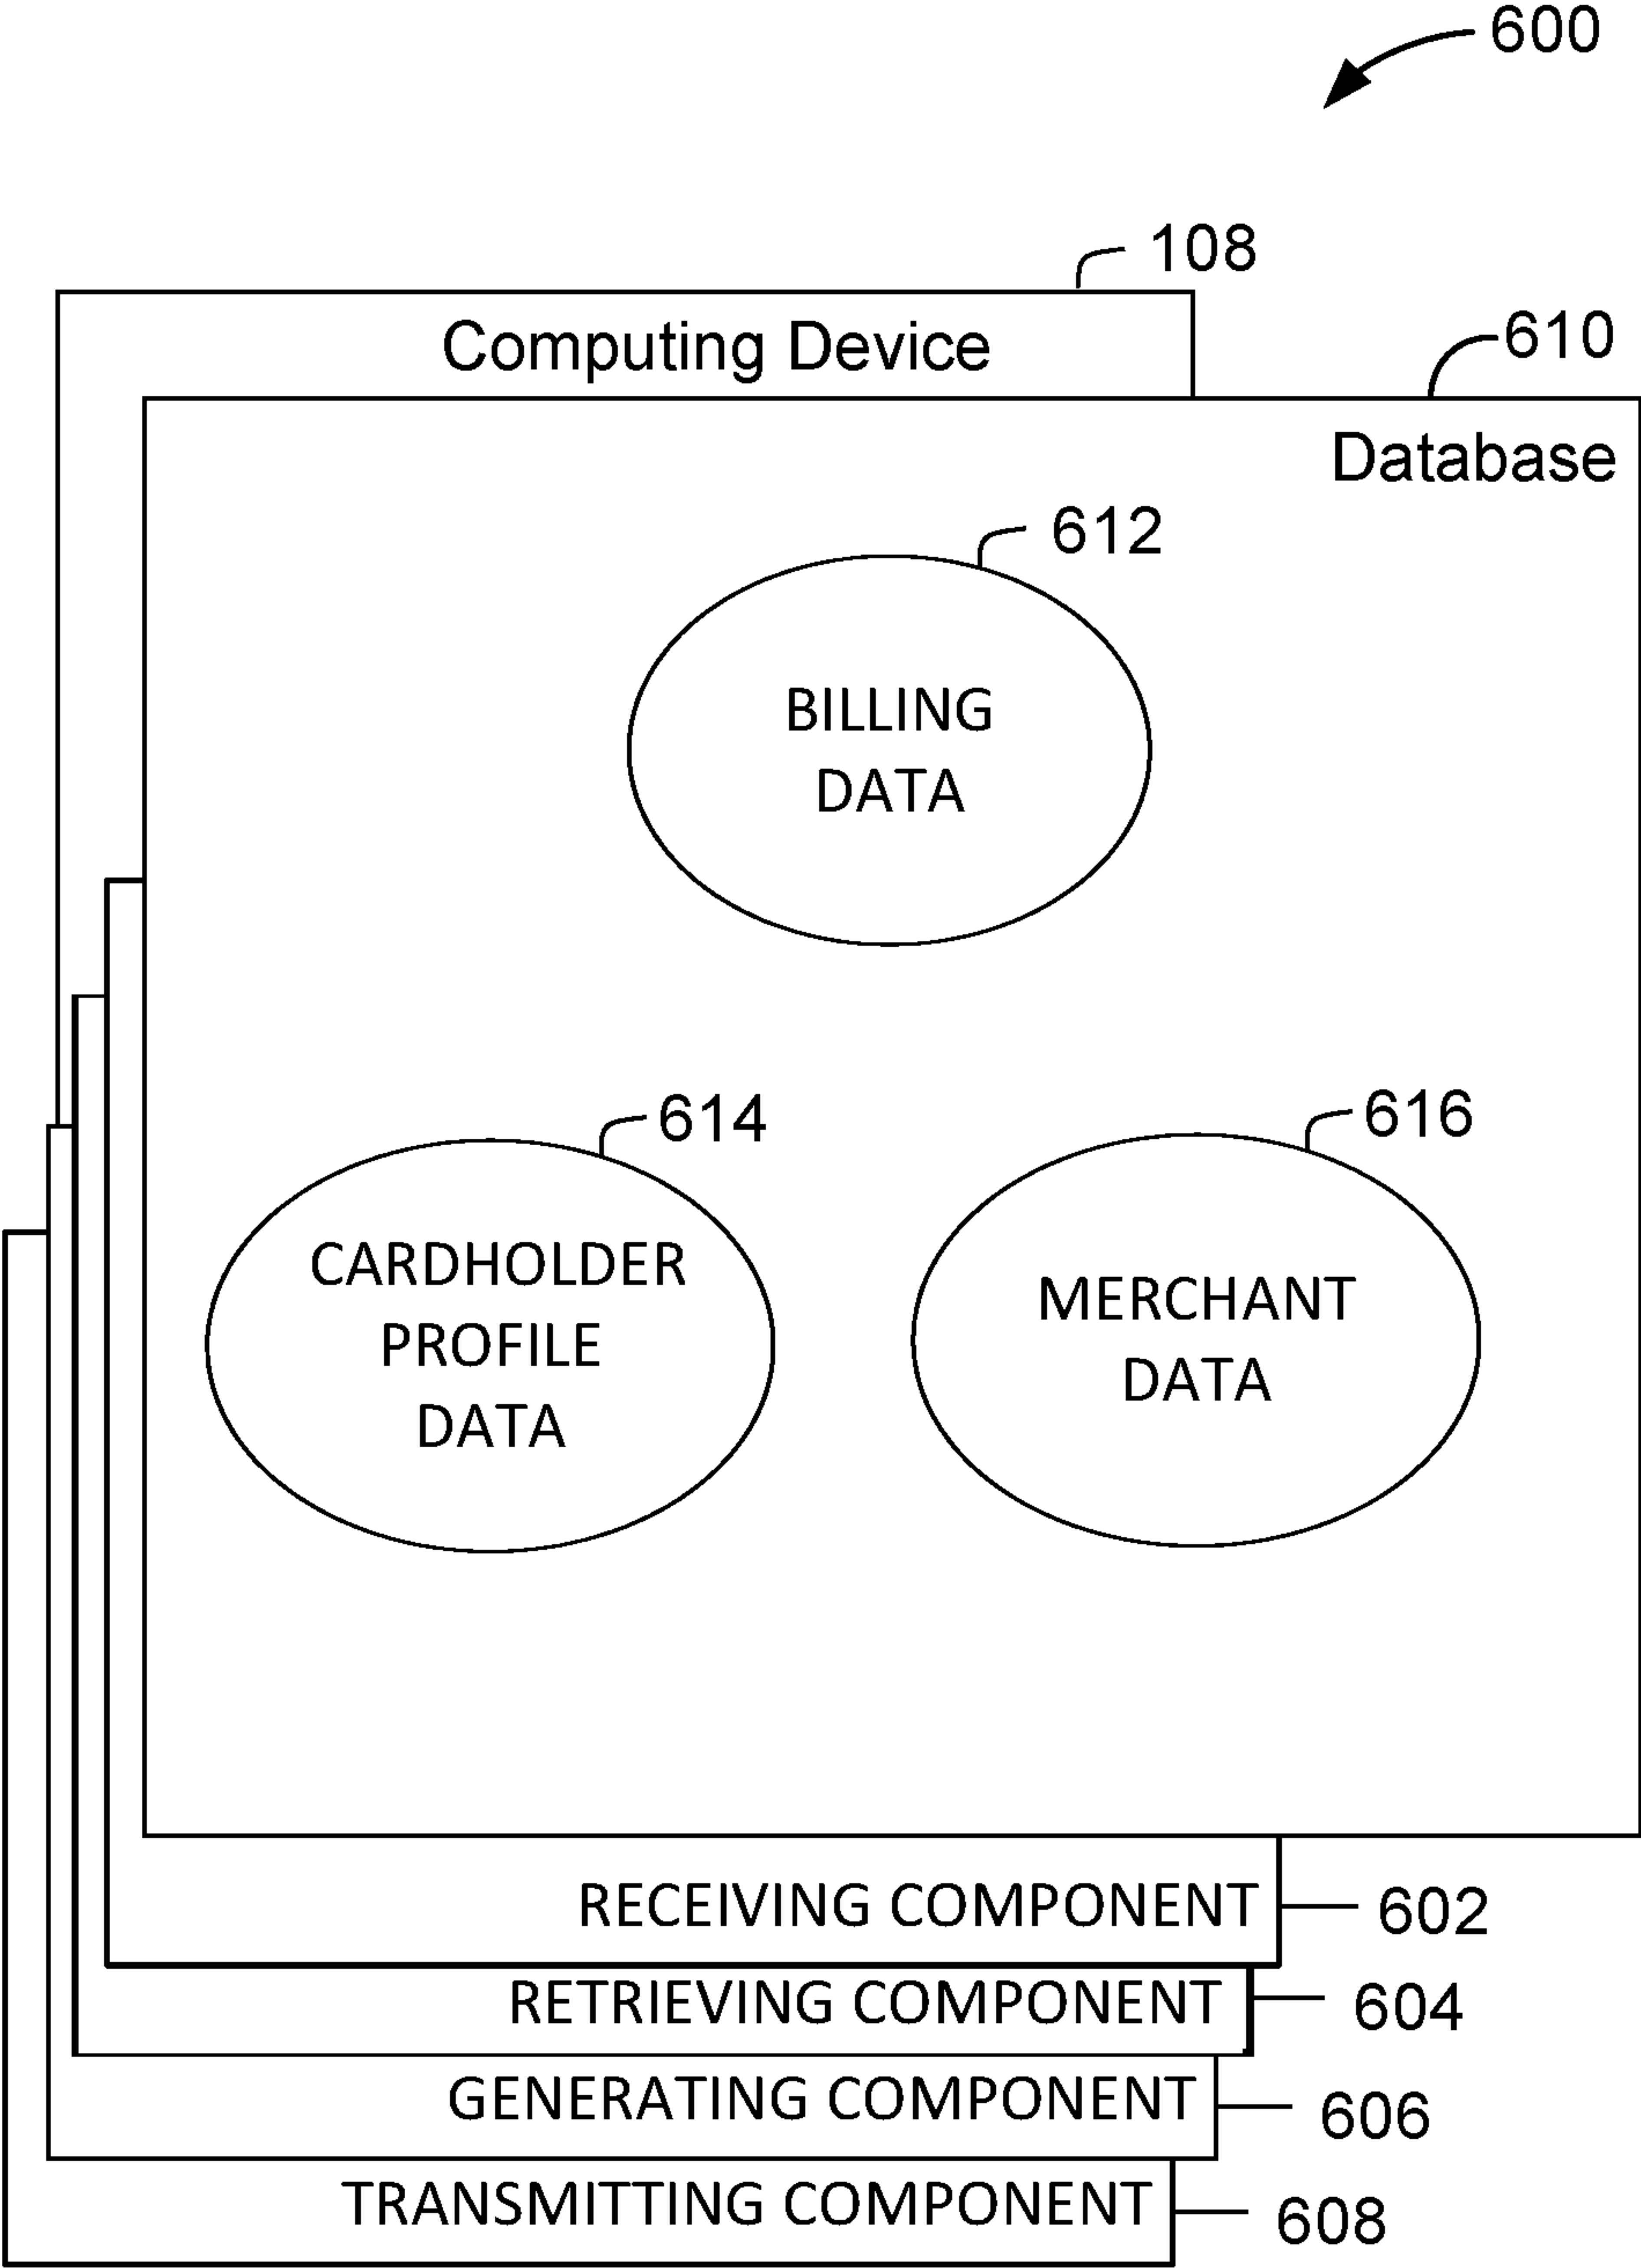 600
108
Computing Device
610
Database
612
BILLING
DATA
614
616
CARDHOLDER
PROFILE
DATA
MERCHANT
DATA
RECEIVING COMPONENT
602
RETRIEVING COMPONENT
604
GENERATING COMPONENT
606
TRANSMITTING COMPONENT
608